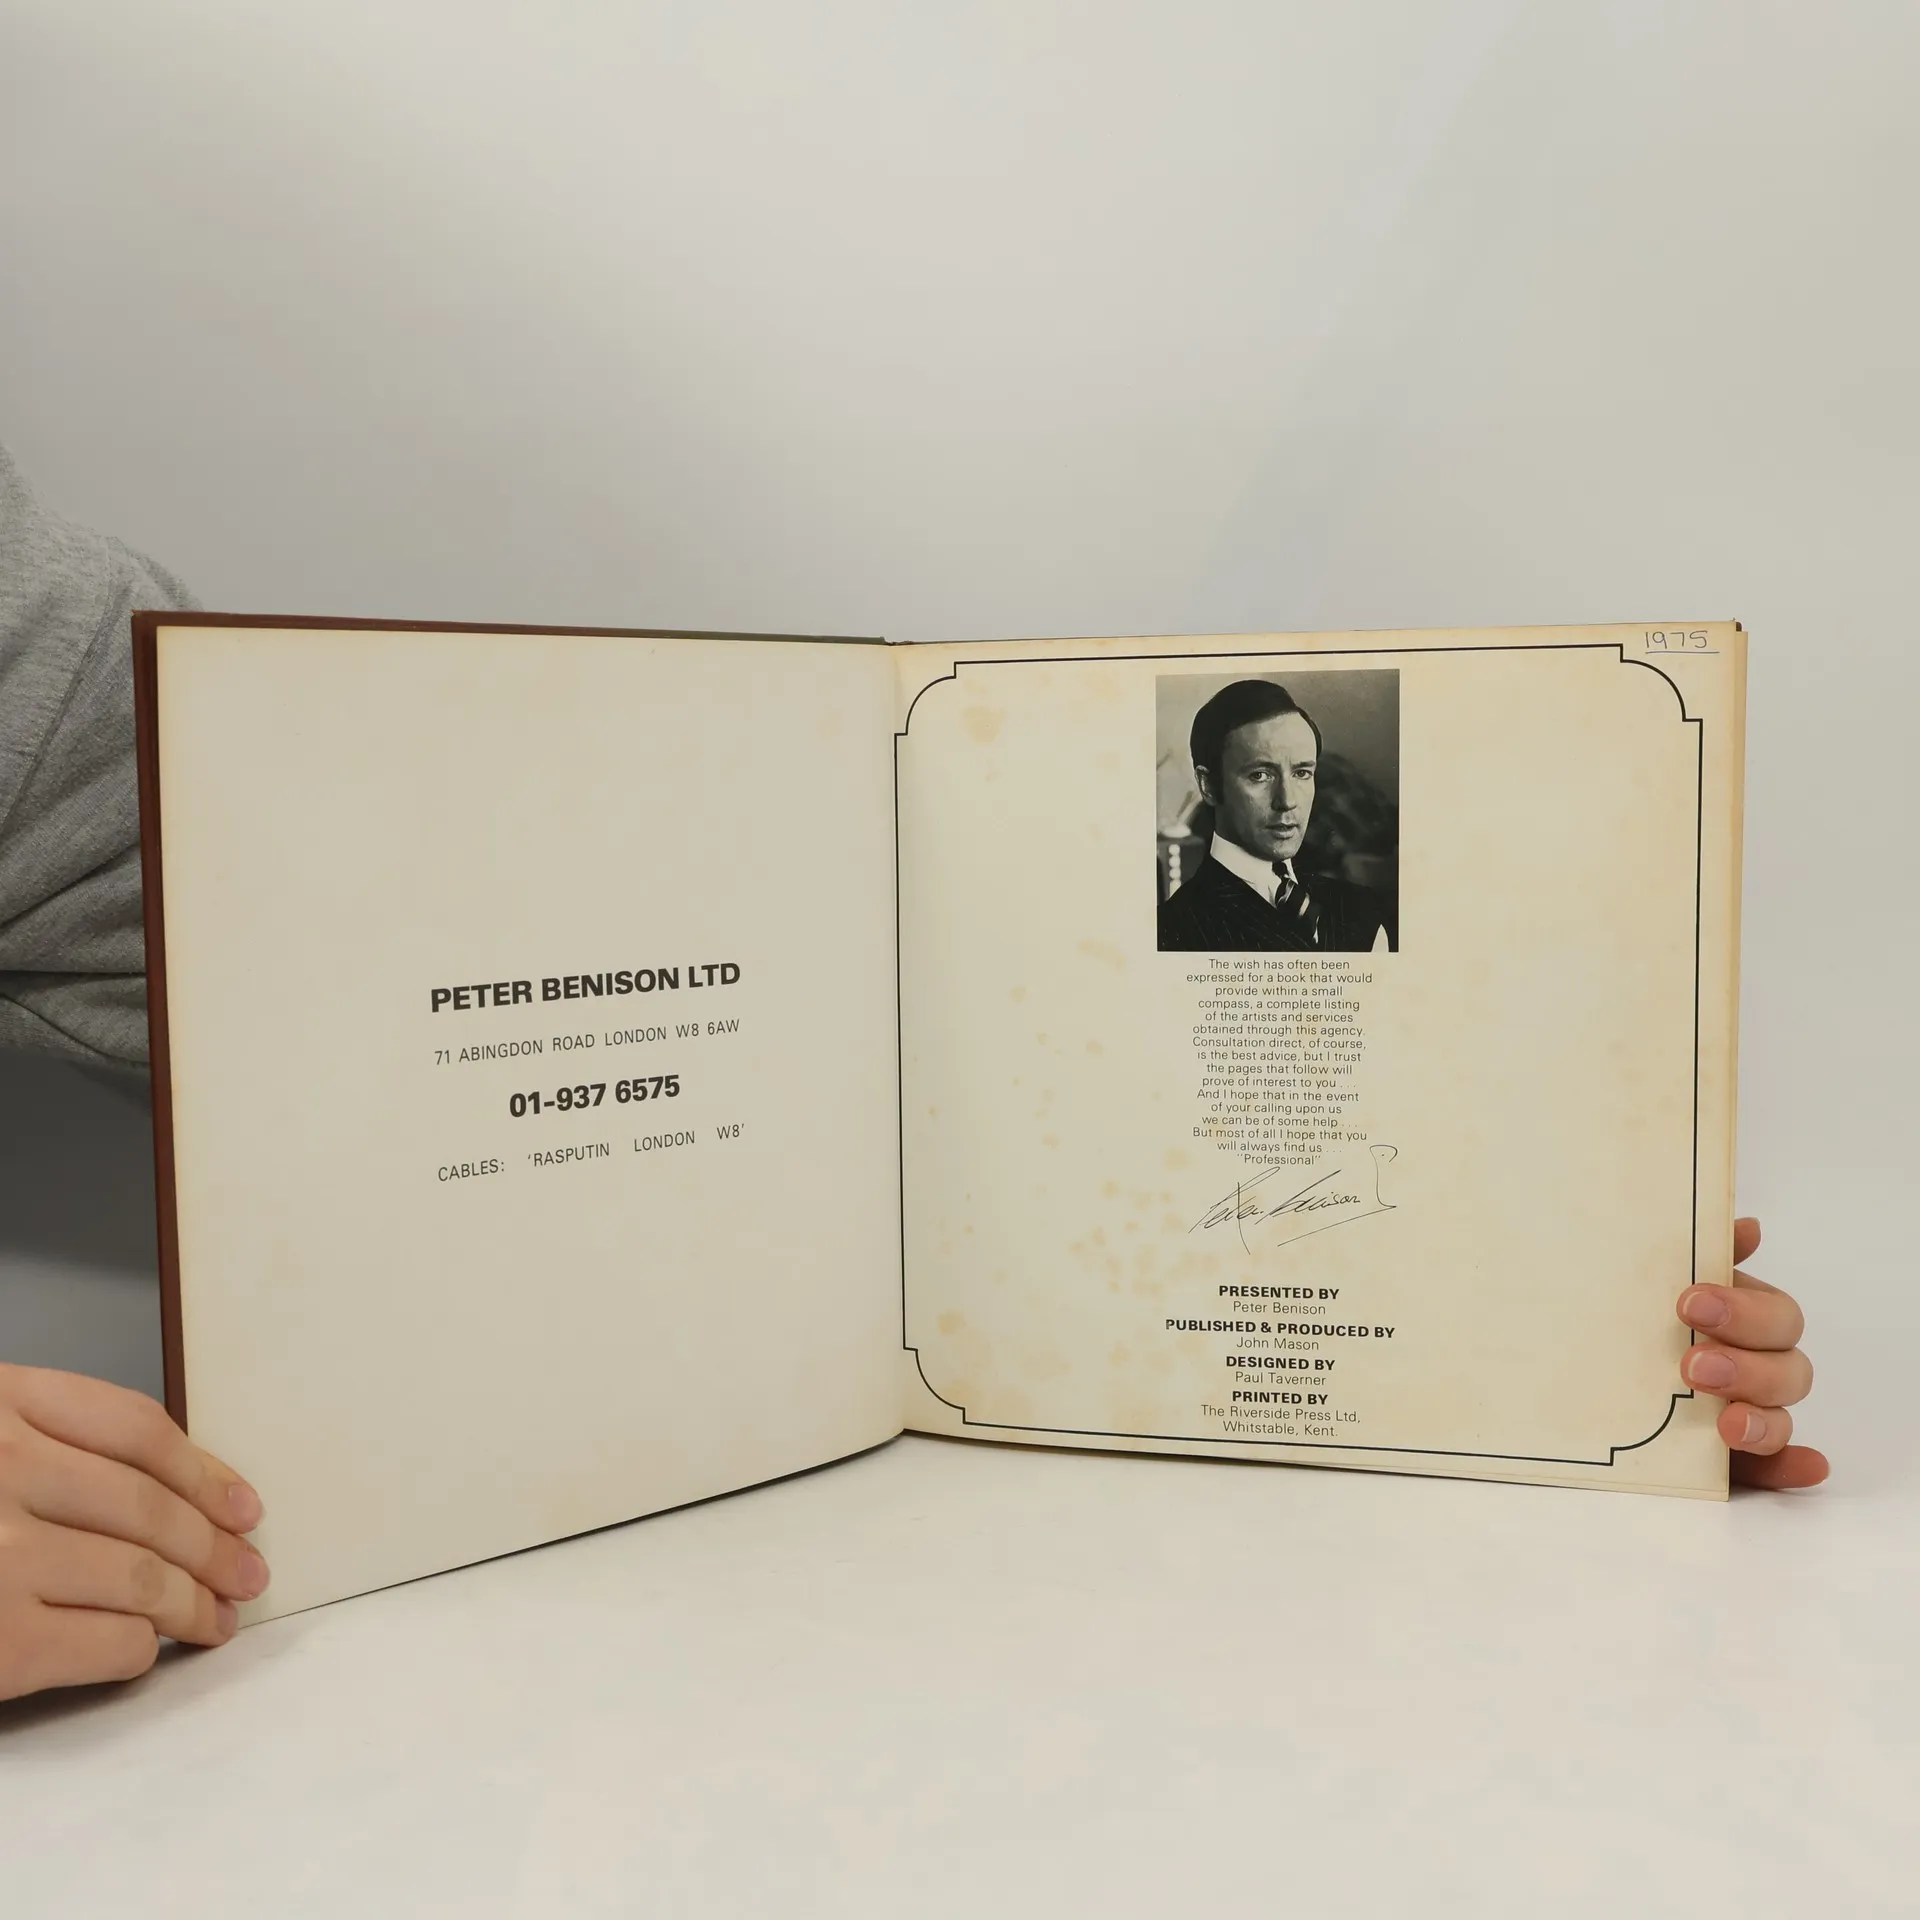 PETER BENISON LTD
71 ABINGDON ROAD LONDON W8 6AW
01-937 6575
CABLES: 'RASPUTIN LONDON W8'
1975
The wish has often been
expressed for a book that would
provide within a small
compass, a complete listing
of the artists and services
obtained through this agency.
Consultation direct, of course,
is the best advice, but I trust
the pages that follow will
prove of interest to you . . .
And I hope that in the event
of your calling upon us
we can be of some help . . .
But most of all I hope that you
will always find us . . .
"Professional"
Peter Benison
PRESENTED BY
Peter Benison
PUBLISHED & PRODUCED BY
John Mason
DESIGNED BY
Paul Taverner
PRINTED BY
The Riverside Press Ltd,
Whitstable, Kent.